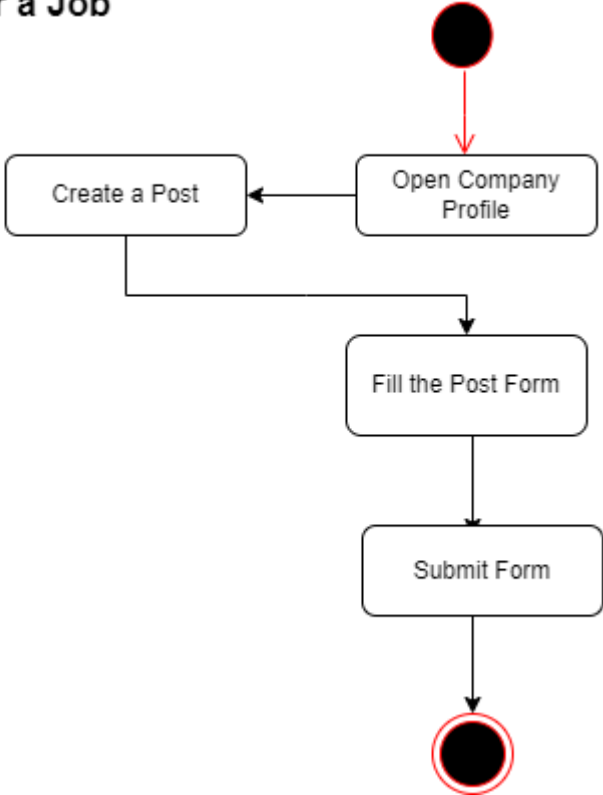 a Job
Open Company
Profile
Create a Post
Fill the Post Form
Submit Form